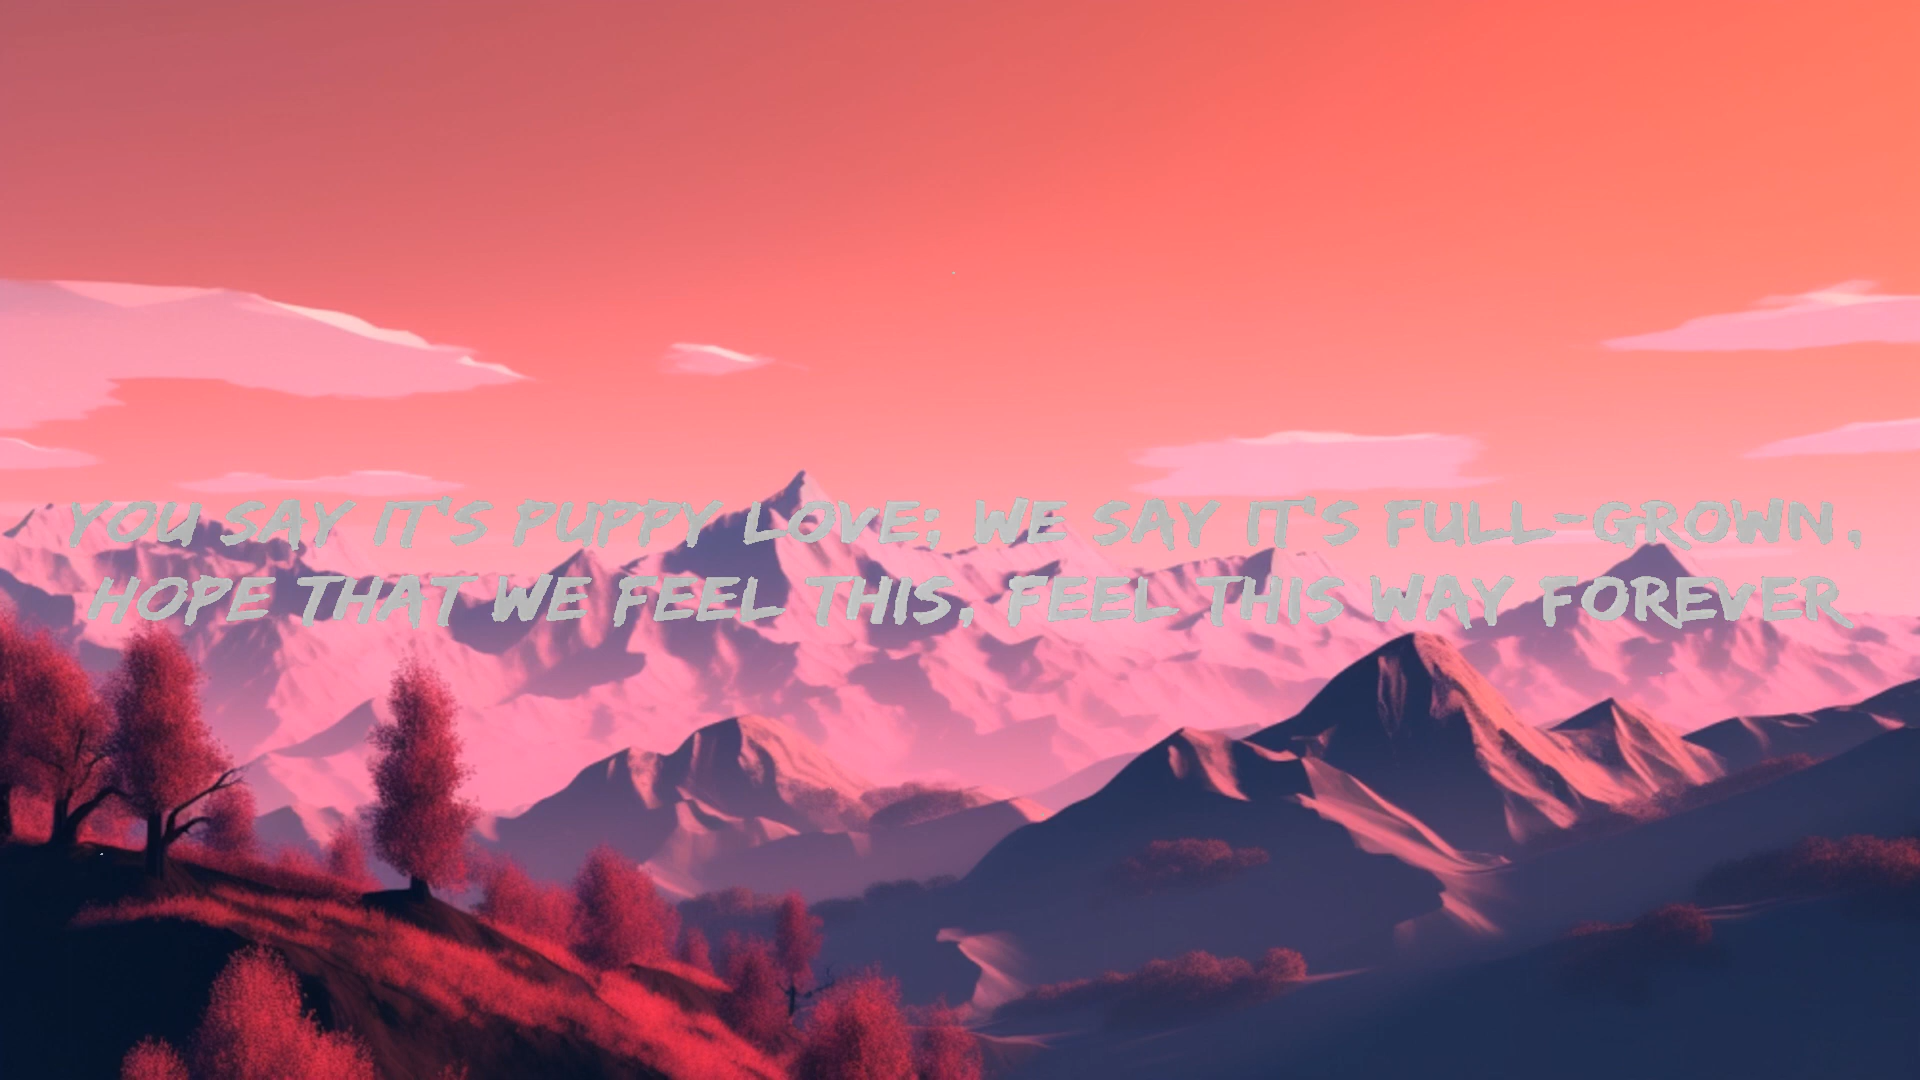 YOU SAY IT'S PUPPY LOVE; WE SAY IT'S FULL-GROWN,
HOPE THAT WE FEEL THIS, FEEL THIS WAY FOREVER